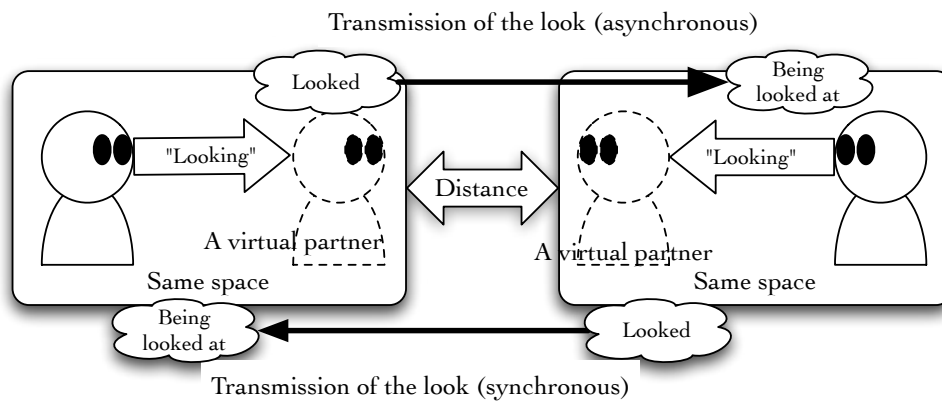 Transmission of the look (asynchronous)
Looked
Being
looked at
"Looking"
"Looking"
Distance
A virtual partner
A virtual partner
Same space
Same space
Being
looked at
Looked
Transmission of the look (synchronous)